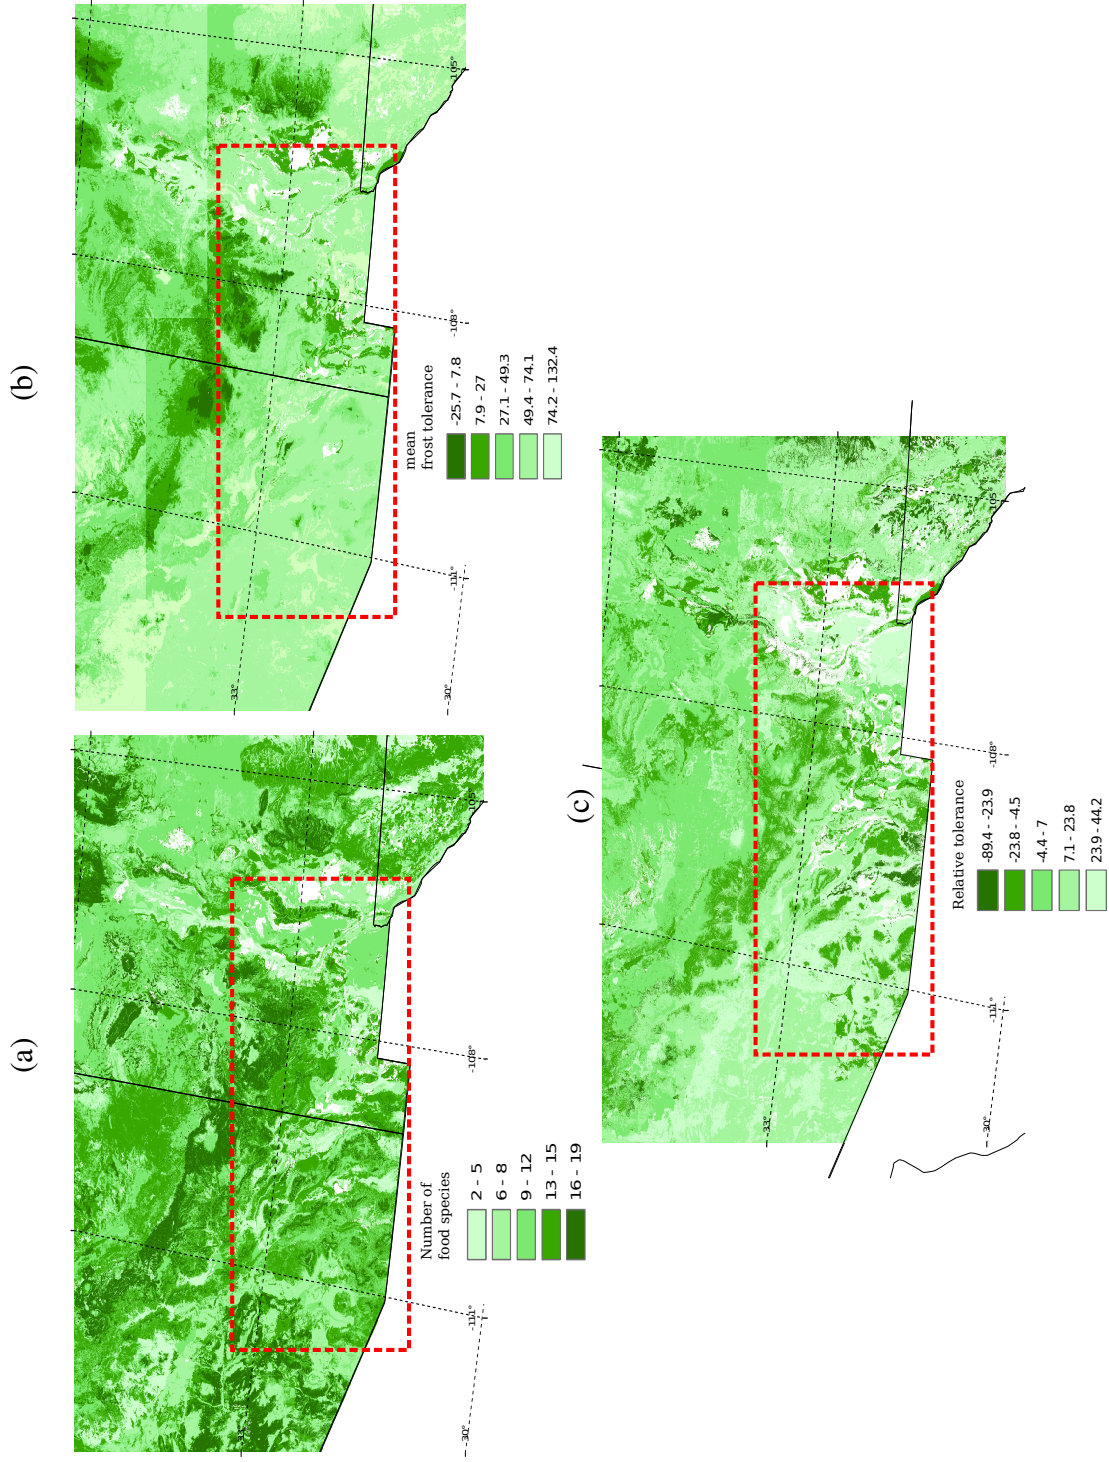 (a)
33°
-30°
-111°
-108°
105°
Number of
food species
2 - 5
6 - 8
9 - 12
13 - 15
16 - 19
(b)
-33°
-30°
-111°
-108°
-105°
mean
frost tolerance
-25.7 - 7.8
7.9 - 27
27.1 - 49.3
49.4 - 74.1
74.2 - 132.4
(c)
-33°
-30°
-111°
-108°
105°
Relative tolerance
-89.4 - -23.9
-23.8 - -4.5
-4.4 - 7
7.1 - 23.8
23.9 - 44.2